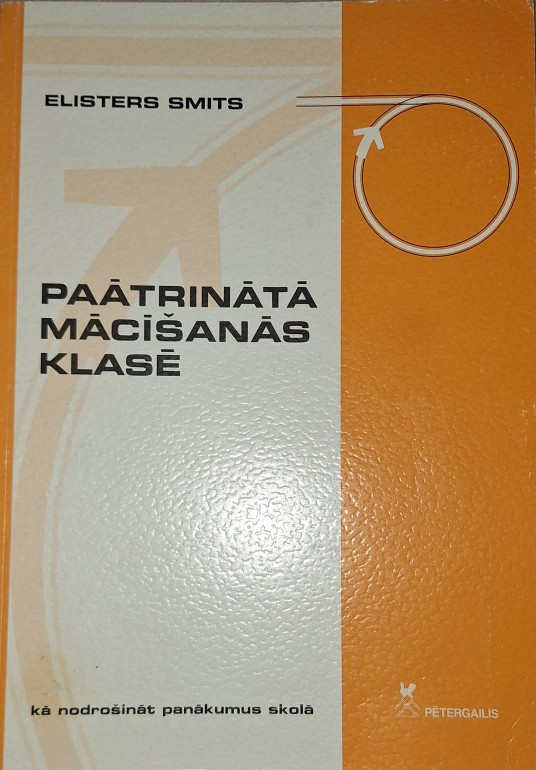 ELISTERS SMITS
PAĀTRINĀTĀ
MĀCĪŠANĀS
KLASĒ
kā nodrošināt panākumus skolā
PĒTERGAILIS